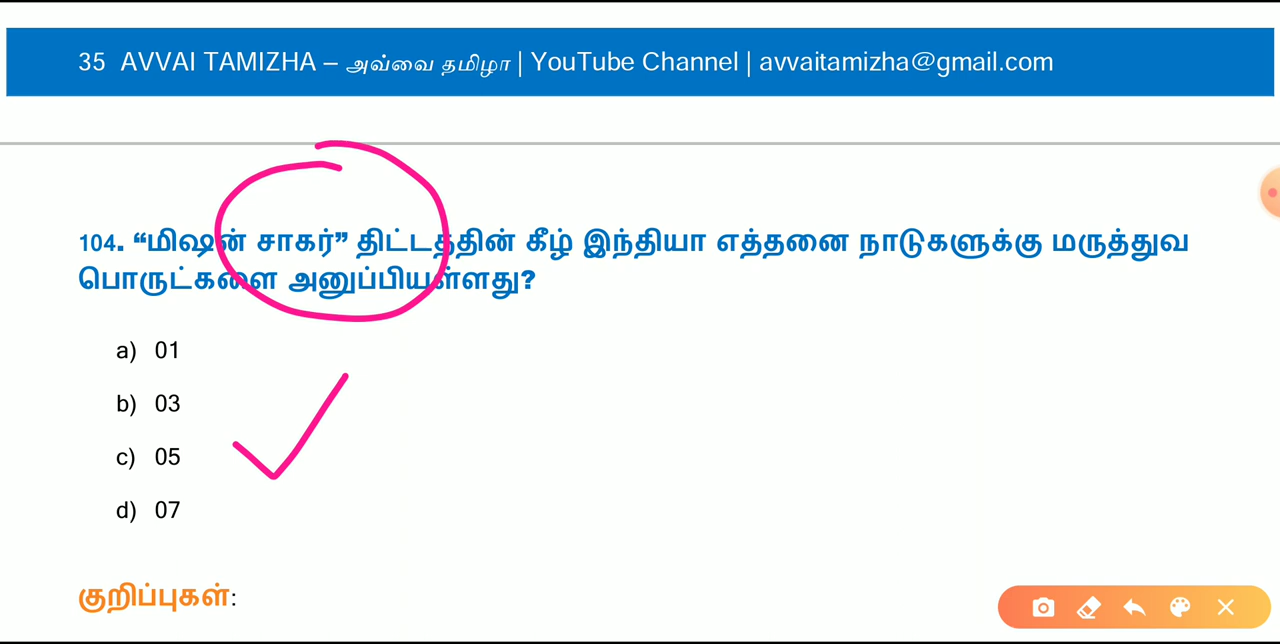 35 AVVAI TAMIZHA – அவ்வை தமிழா | YouTube Channel | avvaitamizha@gmail.com
104. “மிஷன் சாகர்” திட்டத்தின் கீழ் இந்தியா எத்தனை நாடுகளுக்கு மருத்துவ
பொருட்களை அனுப்பியுள்ளது?
a) 01
b) 03
c) 05
d) 07
குறிப்புகள்: